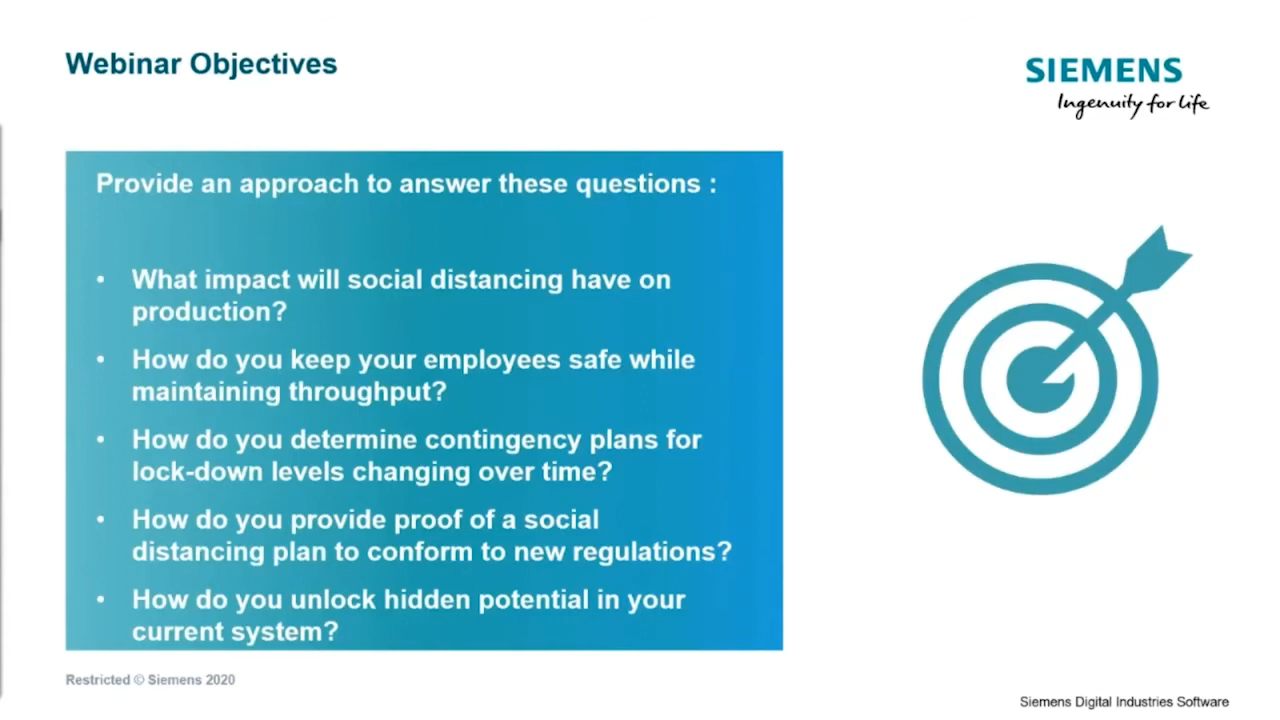 Webinar Objectives
SIEMENS
Ingenuity for life
Provide an approach to answer these questions :
• What impact will social distancing have on
production?
• How do you keep your employees safe while
maintaining throughput?
• How do you determine contingency plans for
lock-down levels changing over time?
• How do you provide proof of a social
distancing plan to conform to new regulations?
• How do you unlock hidden potential in your
current system?
Restricted © Siemens 2020
Siemens Digital Industries Software